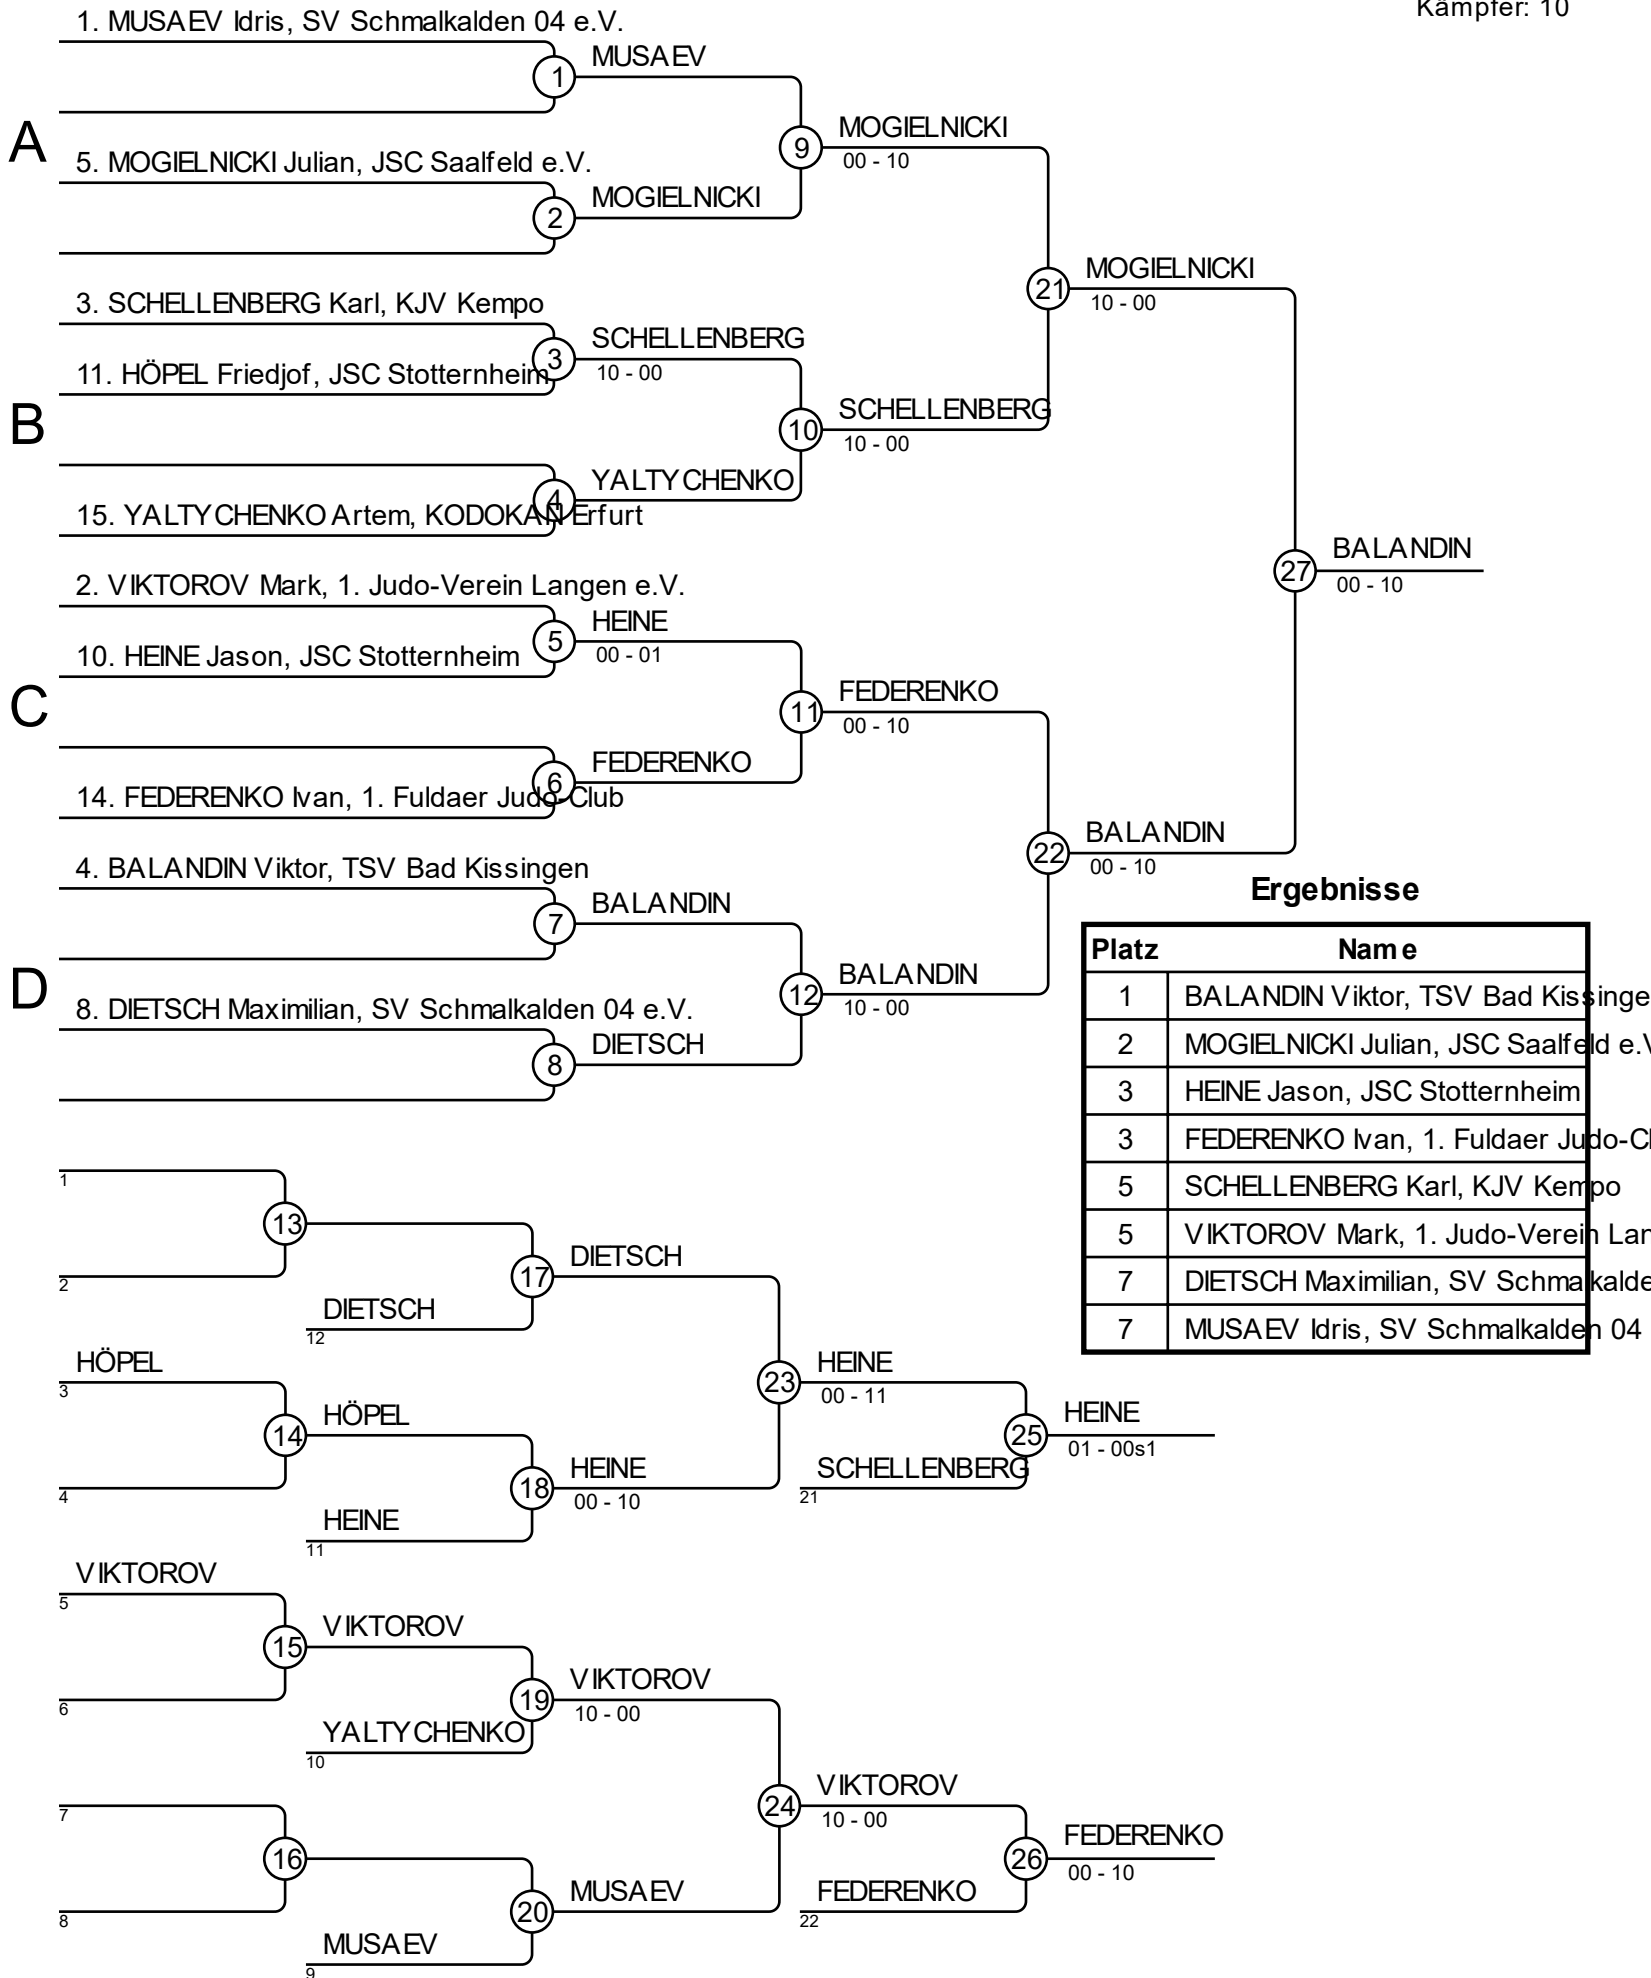 Kämpfer: 10
1. MUSAEV Idris, SV Schmalkalden 04 e.V.
1
MUSAEV
A
9
MOGIELNICKI
00 - 10
5. MOGIELNICKI Julian, JSC Saalfeld e.V.
2
MOGIELNICKI
21
MOGIELNICKI
10 - 00
3. SCHELLENBERG Karl, KJV Kempo
3
SCHELLENBERG
10 - 00
11. HÖPEL Friedjof, JSC Stotternheim
B
10
SCHELLENBERG
10 - 00
4
YALTYCHENKO
15. YALTYCHENKO Artem, KODOKAN Erfurt
27
BALANDIN
00 - 10
2. VIKTOROV Mark, 1. Judo-Verein Langen e.V.
5
HEINE
00 - 01
10. HEINE Jason, JSC Stotternheim
C
11
FEDERENKO
00 - 10
6
FEDERENKO
14. FEDERENKO Ivan, 1. Fuldaer Judo-Club
22
BALANDIN
00 - 10
4. BALANDIN Viktor, TSV Bad Kissingen
7
BALANDIN
D
12
BALANDIN
10 - 00
8. DIETSCH Maximilian, SV Schmalkalden 04 e.V.
8
DIETSCH
Ergebnisse
Platz Name
1 BALANDIN Viktor, TSV Bad Kissinge
2 MOGIELNICKI Julian, JSC Saalfeld e.V
3 HEINE Jason, JSC Stotternheim
3 FEDERENKO Ivan, 1. Fuldaer Judo-Cl
5 SCHELLENBERG Karl, KJV Kempo
5 VIKTOROV Mark, 1. Judo-Verein Lan
7 DIETSCH Maximilian, SV Schmalkalde
7 MUSAEV Idris, SV Schmalkalden 04
1
13
2
17
DIETSCH
DIETSCH
12
HÖPEL
3
14
HÖPEL
4
18
HEINE
00 - 10
HEINE
11
23
HEINE
00 - 11
25
HEINE
01 - 00s1
SCHELLENBERG
21
VIKTOROV
5
15
VIKTOROV
6
19
VIKTOROV
10 - 00
YALTYCHENKO
10
7
16
8
20
MUSAEV
MUSAEV
9
24
VIKTOROV
10 - 00
26
FEDERENKO
00 - 10
FEDERENKO
22